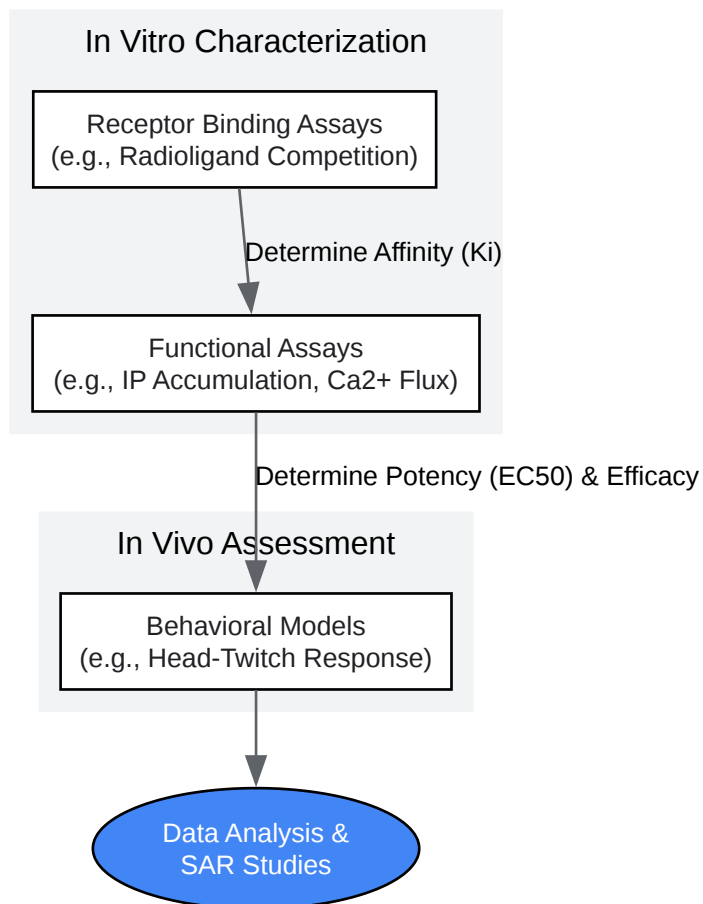 In Vitro Characterization
Receptor Binding Assays
(e.g., Radioligand Competition)
Determine Affinity (Ki)
Functional Assays
(e.g., IP Accumulation, Ca2+ Flux)
Determine Potency (EC50) & Efficacy
In Vivo Assessment
Behavioral Models
(e.g., Head-Twitch Response)
Data Analysis &
SAR Studies